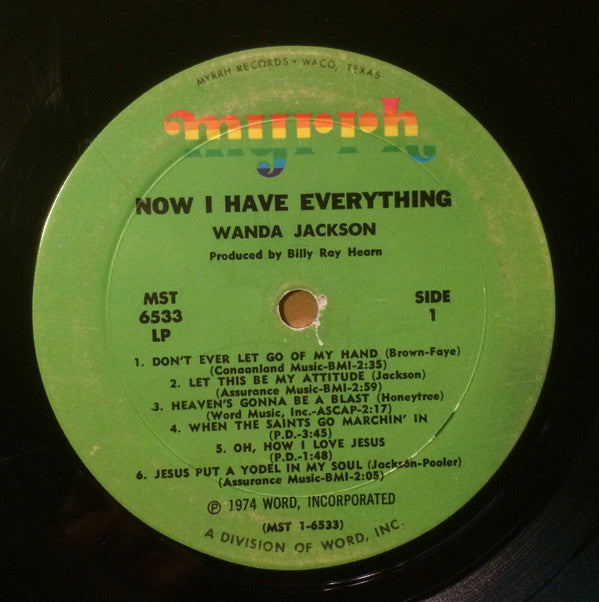 MYRRH RECORDS • WACO, TEXAS
myrrh
NOW I HAVE EVERYTHING
WANDA JACKSON
Produced by Billy Ray Hearn
MST
6533
LP
SIDE
1
1. DON'T EVER LET GO OF MY HAND (Brown-Faye)
(Canaanland Music-BMI-2:35)
2. LET THIS BE MY ATTITUDE (Jackson)
(Assurance Music-BMI-2:59)
3. HEAVEN'S GONNA BE A BLAST (Honeytree)
(Word Music, Inc.-ASCAP-2:17)
4. WHEN THE SAINTS GO MARCHIN' IN
(P.D.-3:45)
5. OH, HOW I LOVE JESUS
(P.D.-1:48)
6. JESUS PUT A YODEL IN MY SOUL (Jackson-Pooler)
(Assurance Music-BMI-2:05)
℗ 1974 WORD, INCORPORATED
(MST 1-6533)
A DIVISION OF WORD, INC.